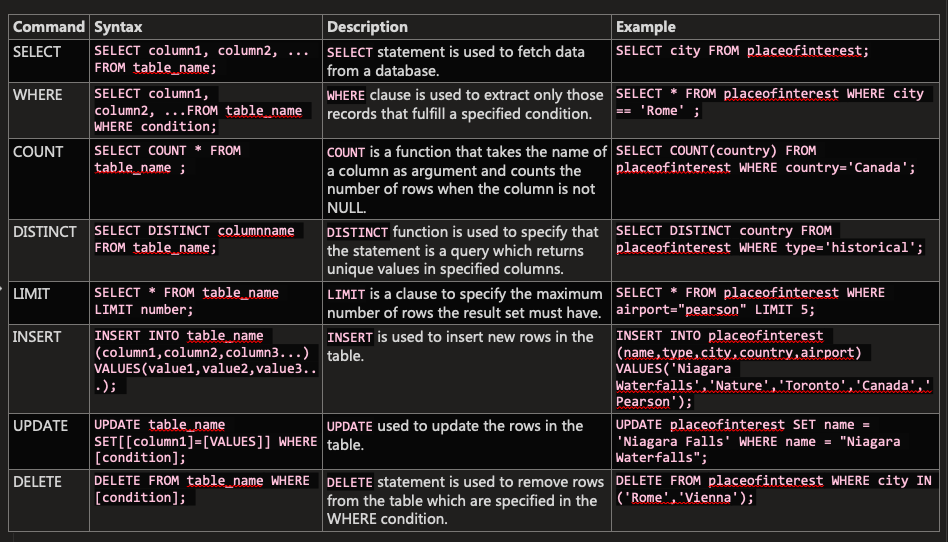 Command Syntax Description Example
SELECT
SELECT column1, column2, ...
FROM table_name;
SELECT statement is used to fetch data
from a database.
SELECT city FROM placeofinterest;
WHERE
SELECT column1,
column2, ...FROM table_name
WHERE condition;
WHERE clause is used to extract only those
records that fulfill a specified condition.
SELECT * FROM placeofinterest WHERE city
== 'Rome' ;
COUNT
SELECT COUNT * FROM
table_name ;
COUNT is a function that takes the name of
a column as argument and counts the
number of rows when the column is not
NULL.
SELECT COUNT(country) FROM
placeofinterest WHERE country='Canada';
DISTINCT
SELECT DISTINCT columnname
FROM table_name;
DISTINCT function is used to specify that
the statement is a query which returns
unique values in specified columns.
SELECT DISTINCT country FROM
placeofinterest WHERE type='historical';
LIMIT
SELECT * FROM table_name
LIMIT number;
LIMIT is a clause to specify the maximum
number of rows the result set must have.
SELECT * FROM placeofinterest WHERE
airport="pearson" LIMIT 5;
INSERT
INSERT INTO table_name
(column1,column2,column3...)
VALUES(value1,value2,value3..
.);
INSERT is used to insert new rows in the
table.
INSERT INTO placeofinterest
(name,type,city,country,airport)
VALUES('Niagara
Waterfalls','Nature','Toronto','Canada','
Pearson');
UPDATE
UPDATE table_name
SET[[column1]=[VALUES]] WHERE
[condition];
UPDATE used to update the rows in the
table.
UPDATE placeofinterest SET name =
'Niagara Falls' WHERE name = "Niagara
Waterfalls";
DELETE
DELETE FROM table_name WHERE
[condition];
DELETE statement is used to remove rows
from the table which are specified in the
WHERE condition.
DELETE FROM placeofinterest WHERE city IN
('Rome','Vienna');